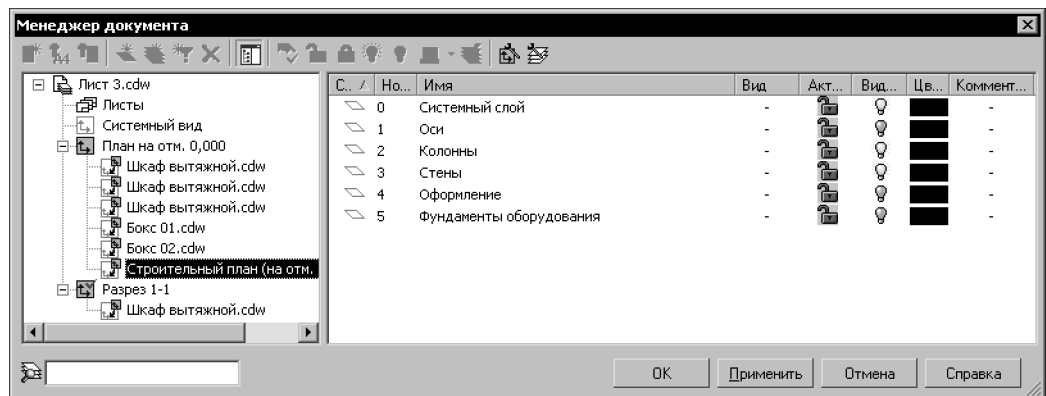 Менеджер документа
Лист 3.cdw
Листы
Системный вид
План на отм. 0,000
Шкаф вытяжной.cdw
Шкаф вытяжной.cdw
Шкаф вытяжной.cdw
Бокс 01.cdw
Бокс 02.cdw
Строительный план (на отм.
Разрез 1-1
Шкаф вытяжной.cdw
С... Но... Имя Вид Акт... Вид... Цв... Коммент...
0 Системный слой - -
1 Оси - -
2 Колонны - -
3 Стены - -
4 Оформление - -
5 Фундаменты оборудования - -
OK Применить Отмена Справка